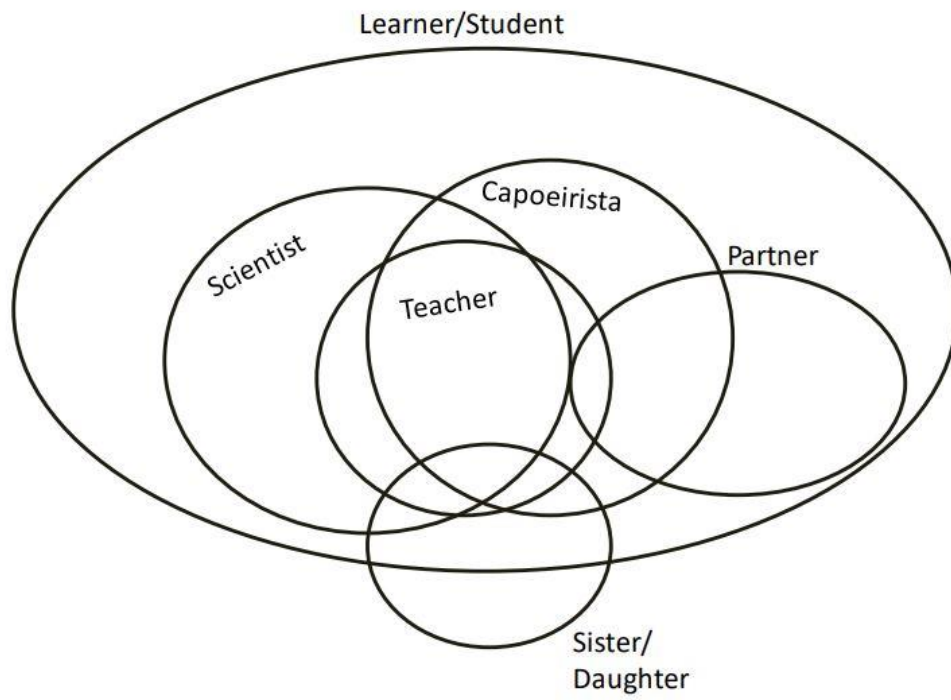 Learner/Student
Capoeirista
Scientist
Partner
Teacher
Sister/
Daughter